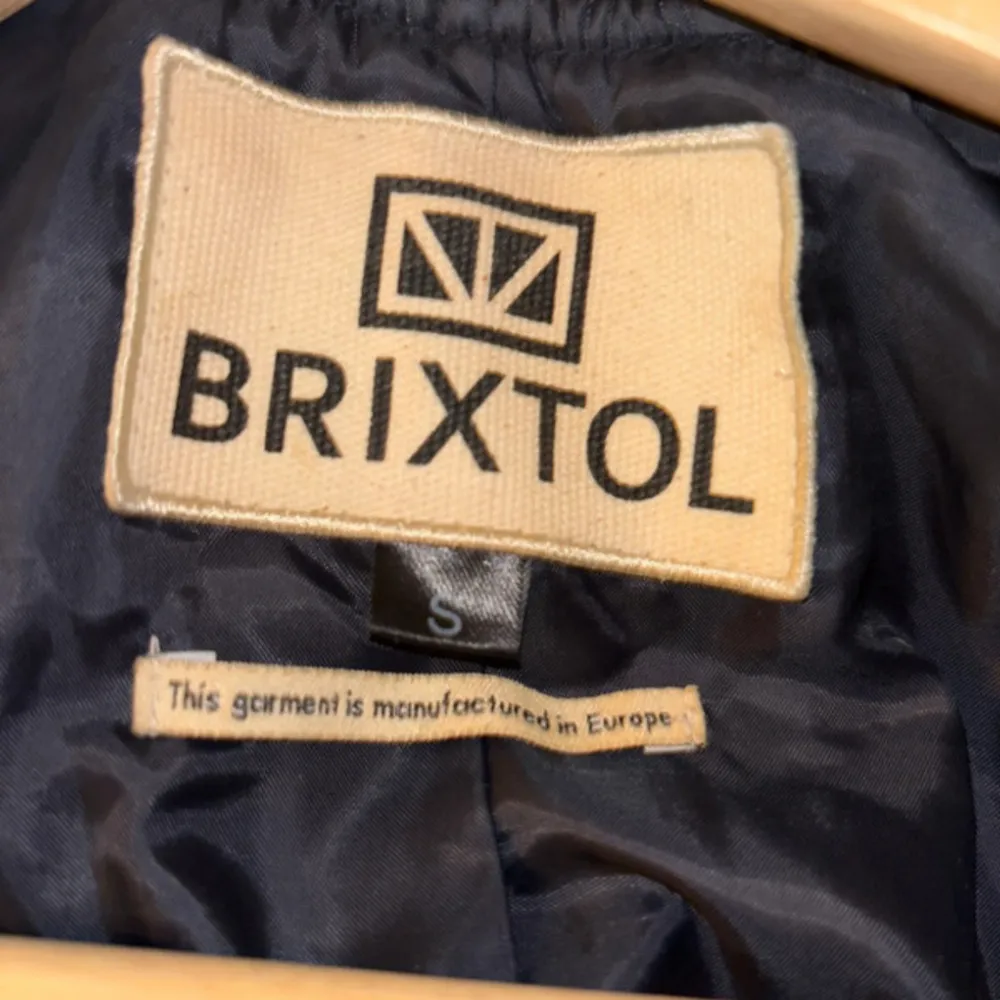 BRIXTOL
S
This garment is manufactured in Europe